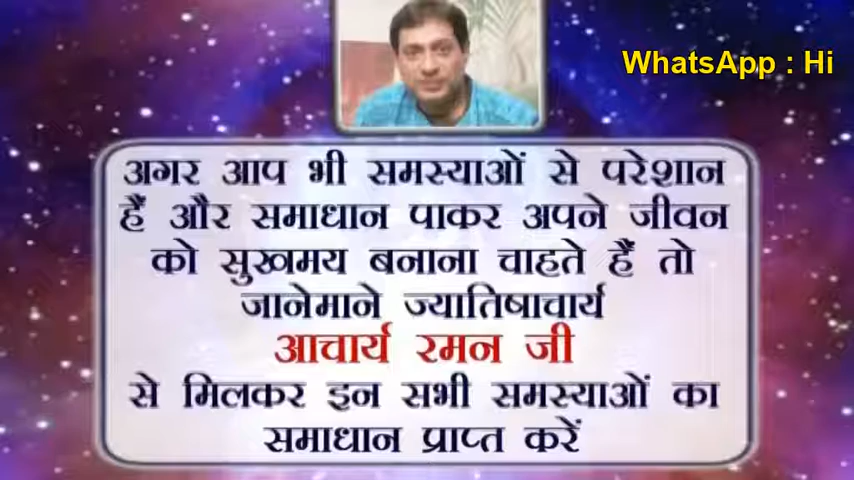 WhatsApp : Hi
अगर आप भी समस्याओं से परेशान
हैं और समाधान पाकर अपने जीवन
को सुखमय बनाना चाहते हैं तो
जानेमाने ज्यातिषाचार्य
आचार्य रमन जी
से मिलकर इन सभी समस्याओं का
समाधान प्राप्त करें